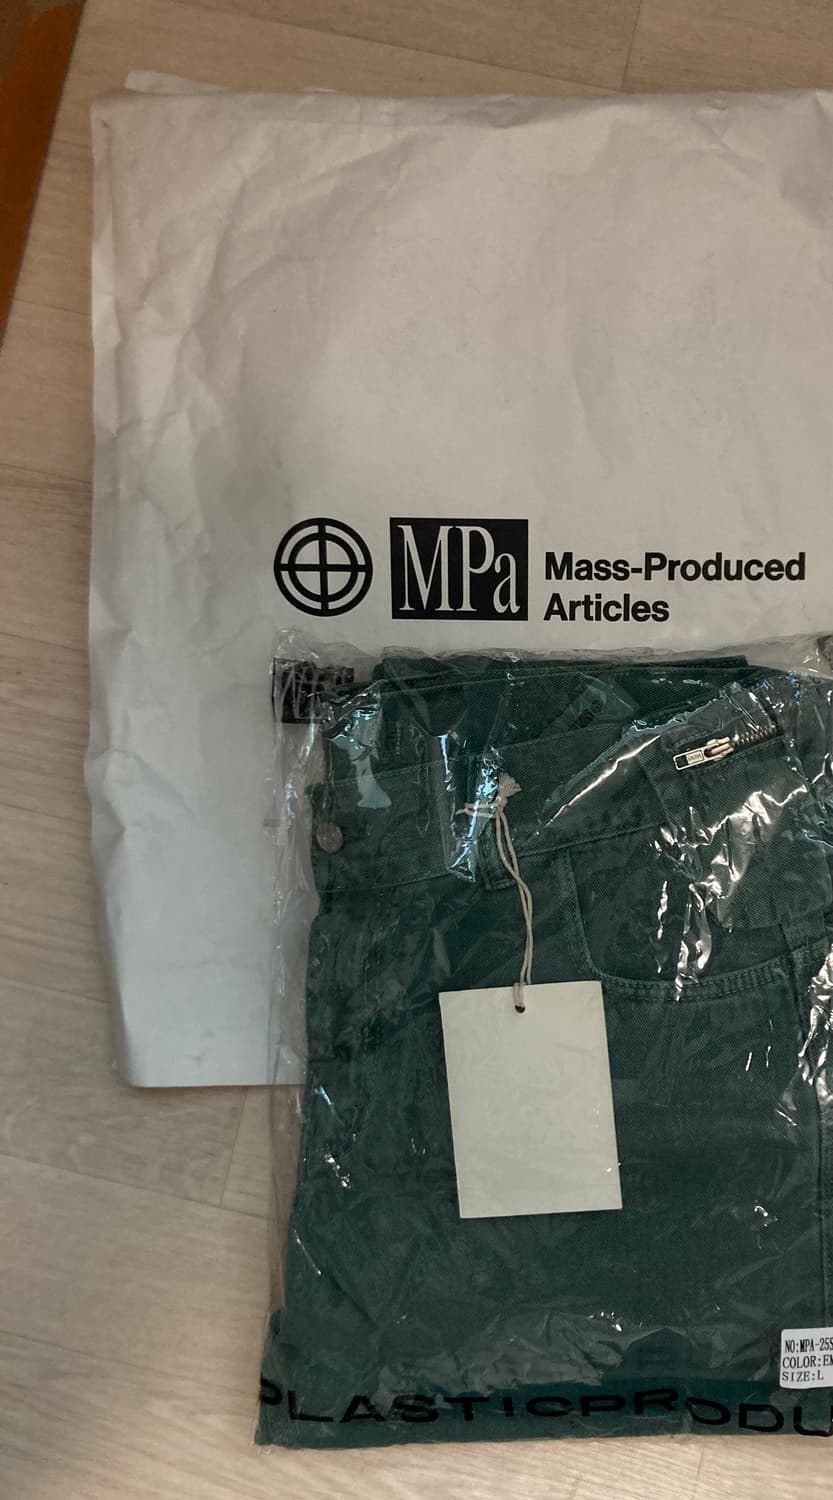 MPa
Mass-Produced
Articles
NO:MPA-25S
COLOR:EM
SIZE:L
PLASTICPRODU